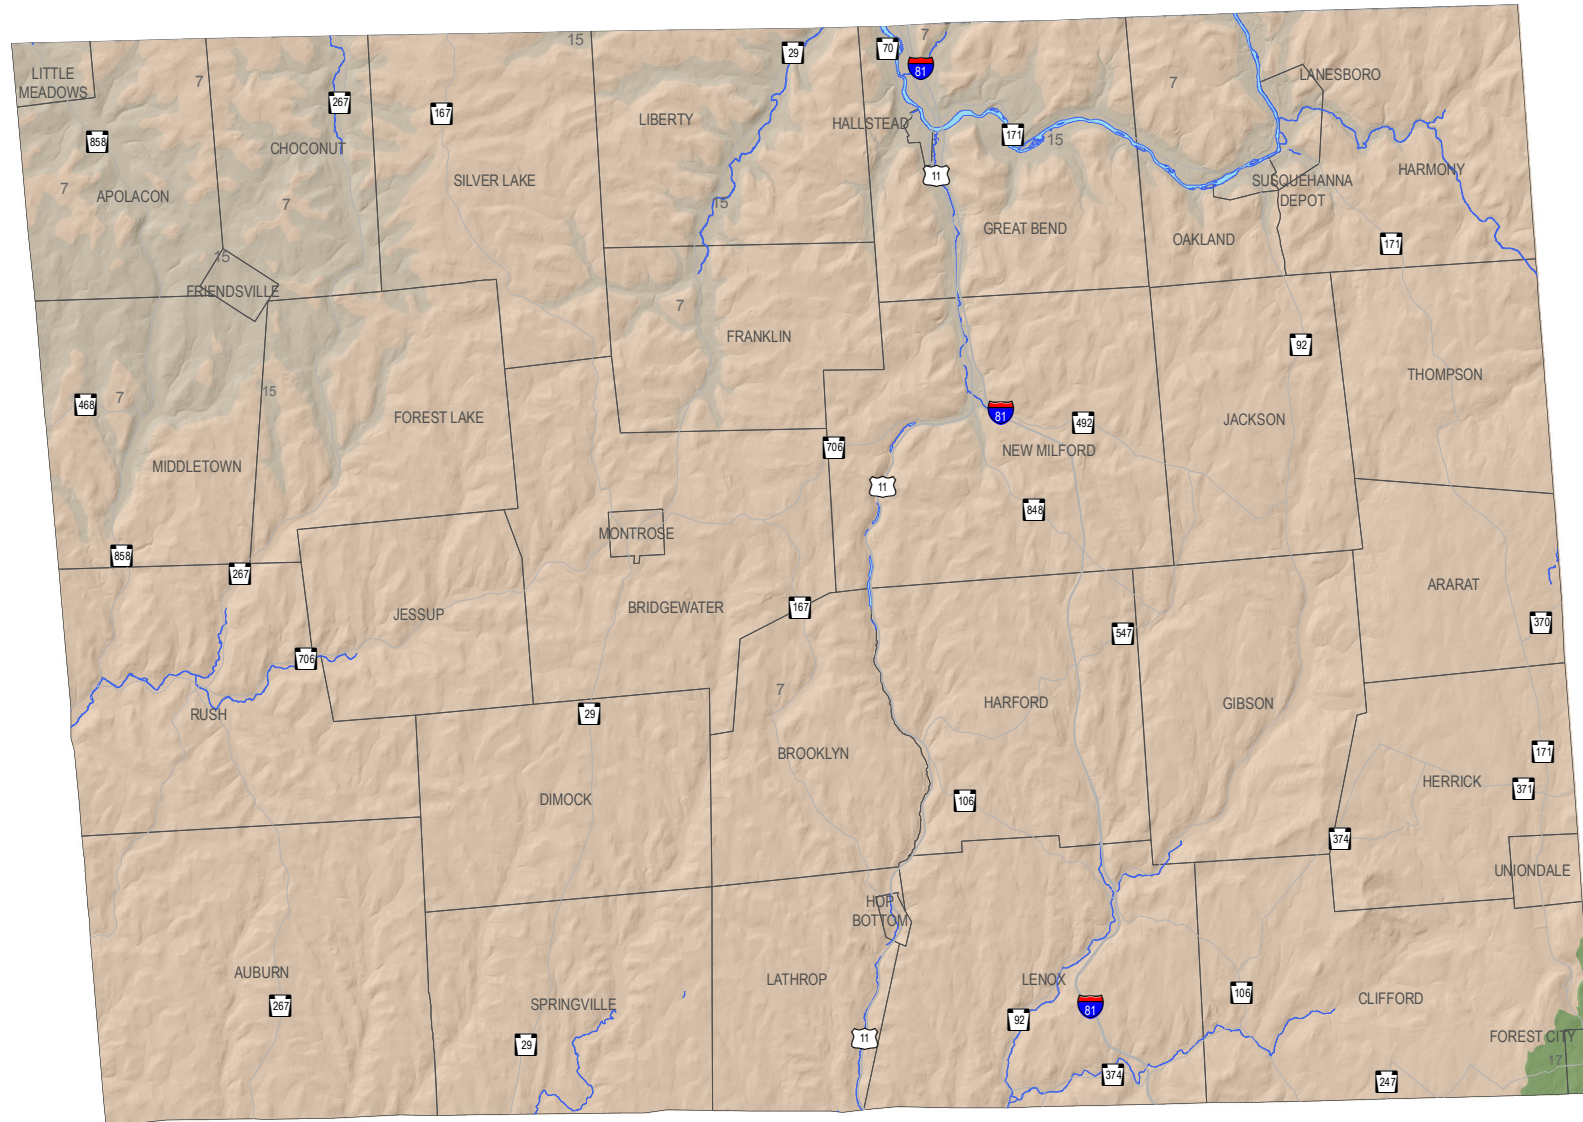 15
7
29
70
7
81
LITTLE
MEADOWS
7
LANESBORO
267
167
LIBERTY
HALLSTEAD
171
15
858
CHOCONUT
11
7
APOLACON
7
SILVER LAKE
15
GREAT BEND
OAKLAND
SUSQUEHANNA
DEPOT
HARMONY
171
15
FRIENDSVILLE
7
FRANKLIN
92
THOMPSON
468
7
15
FOREST LAKE
81
492
JACKSON
706
NEW MILFORD
MIDDLETOWN
11
848
MONTROSE
858
267
ARARAT
JESSUP
BRIDGEWATER
167
547
370
706
7
RUSH
29
HARFORD
GIBSON
BROOKLYN
171
DIMOCK
106
HERRICK
371
374
UNIONDALE
HOP
BOTTOM
AUBURN
267
SPRINGVILLE
LATHROP
LENOX
81
106
CLIFFORD
29
11
92
FOREST CITY
17
374
247